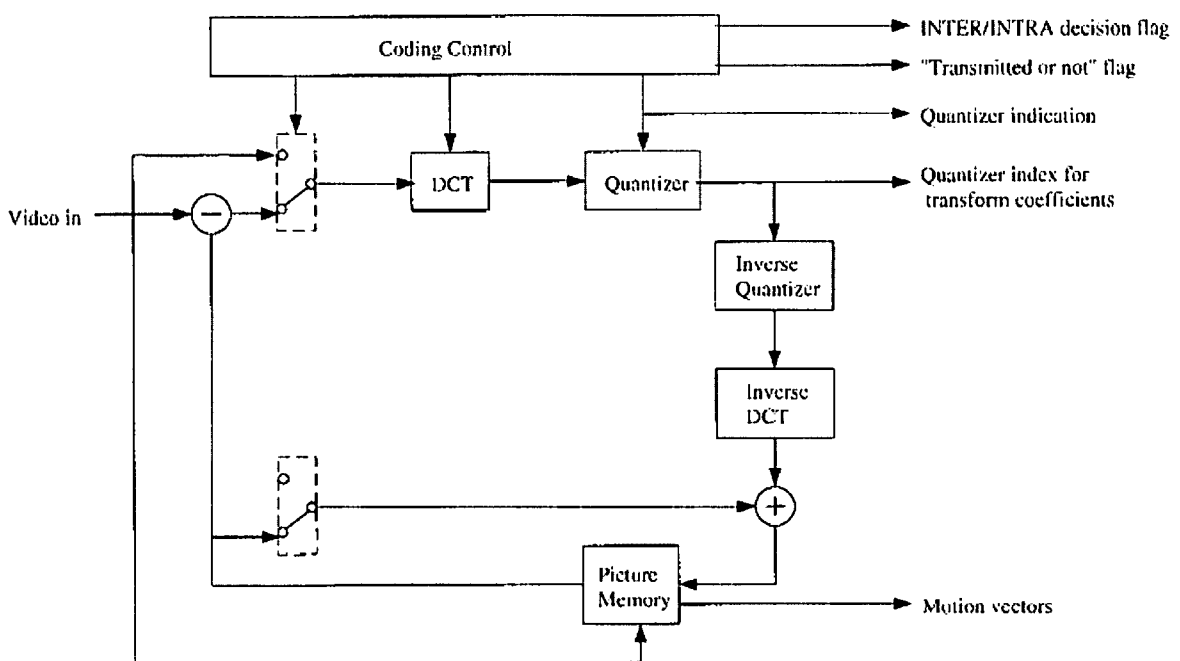 Coding Control
INTER/INTRA decision flag
"Transmitted or not" flag
Quantizer indication
DCT
Quantizer
Quantizer index for
transform coefficients
Video in
−
Inverse
Quantizer
Inverse
DCT
+
Picture
Memory
Motion vectors